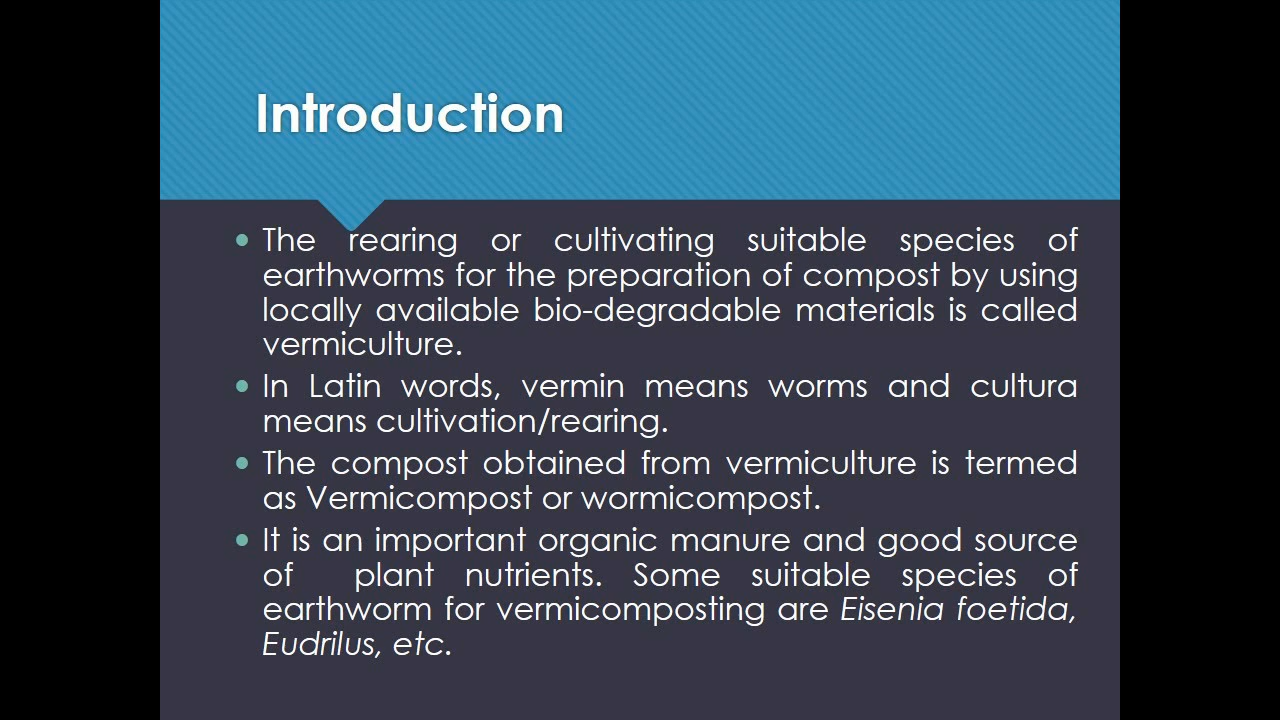 Introduction
• The rearing or cultivating suitable species of
earthworms for the preparation of compost by using
locally available bio-degradable materials is called
vermiculture.
• In Latin words, vermin means worms and cultura
means cultivation/rearing.
• The compost obtained from vermiculture is termed
as Vermicompost or wormicompost.
• It is an important organic manure and good source
of plant nutrients. Some suitable species of
earthworm for vermicomposting are Eisenia foetida,
Eudrilus, etc.